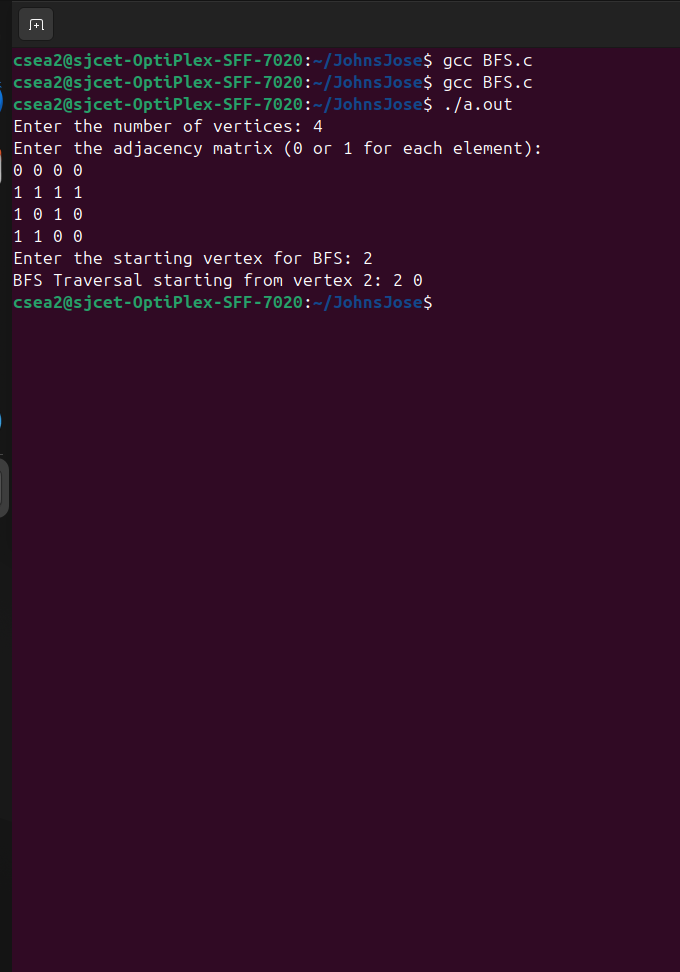 csea2@sjcet-OptiPlex-SFF-7020:~/JohnsJose$ gcc BFS.c
csea2@sjcet-OptiPlex-SFF-7020:~/JohnsJose$ gcc BFS.c
csea2@sjcet-OptiPlex-SFF-7020:~/JohnsJose$ ./a.out
Enter the number of vertices: 4
Enter the adjacency matrix (0 or 1 for each element):
0 0 0 0
1 1 1 1
1 0 1 0
1 1 0 0
Enter the starting vertex for BFS: 2
BFS Traversal starting from vertex 2: 2 0
csea2@sjcet-OptiPlex-SFF-7020:~/JohnsJose$